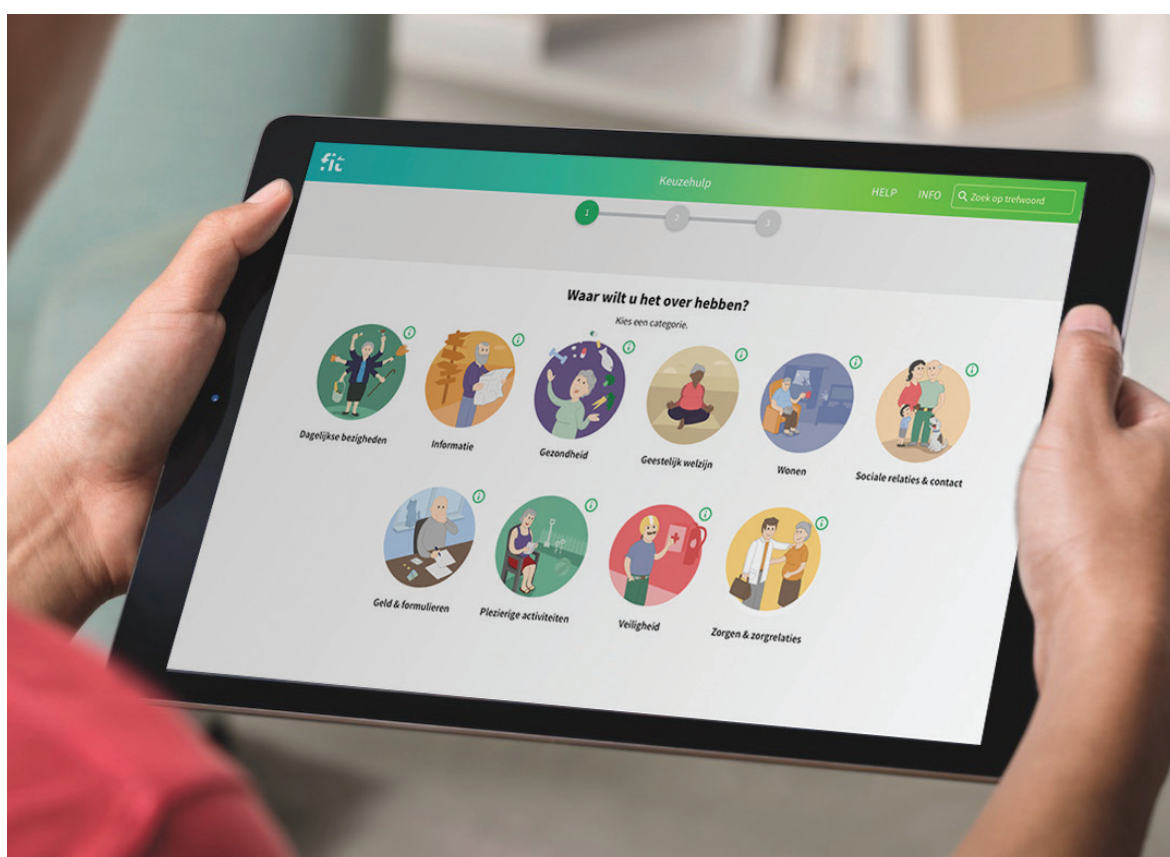 fit
Keuzehulp
HELP
INFO
Zoek op trefwoord
1
2
3
Waar wilt u het over hebben?
Kies een categorie.
Dagelijkse bezigheden
Informatie
Gezondheid
Geestelijk welzijn
Wonen
Sociale relaties & contact
Geld & formulieren
Plezierige activiteiten
Veiligheid
Zorgen & zorgrelaties